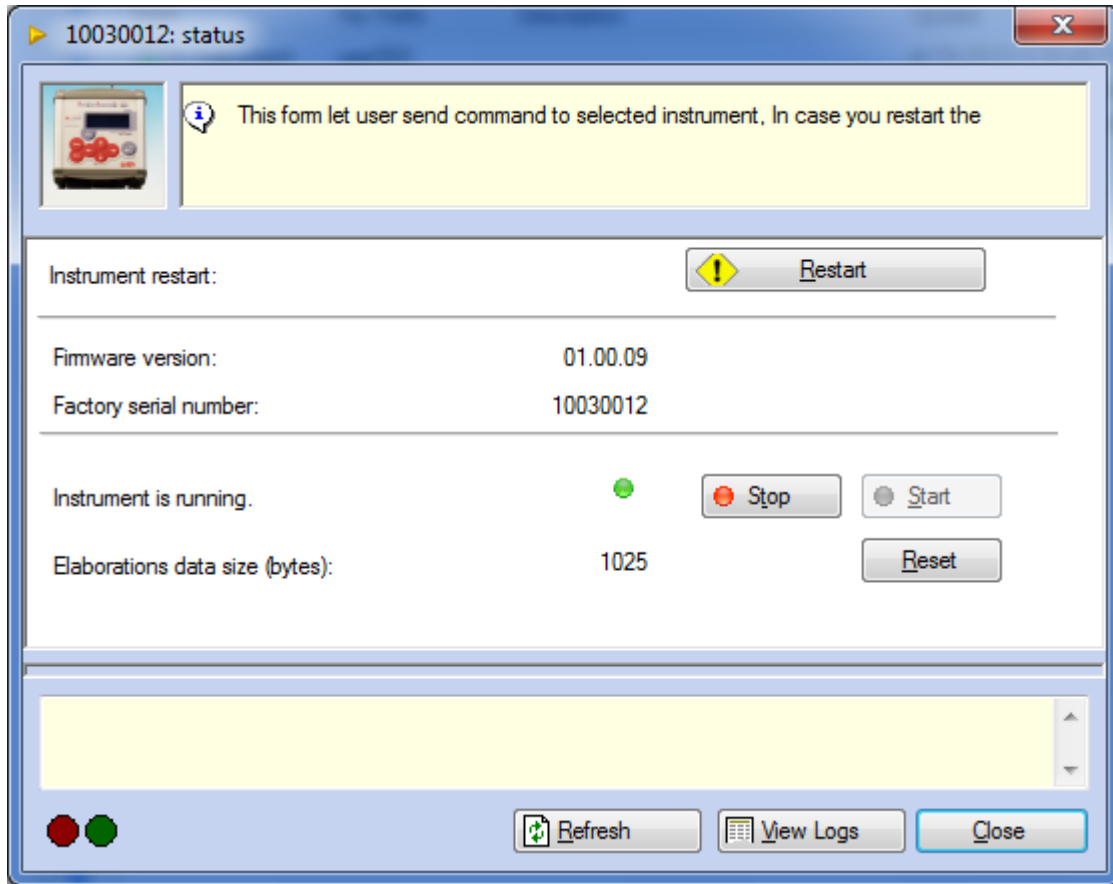 10030012: status
This form let user send command to selected instrument, In case you restart the
Instrument restart:
Restart
Firmware version:
01.00.09
Factory serial number:
10030012
Instrument is running.
Stop
Start
Elaborations data size (bytes):
1025
Reset
Refresh
View Logs
Close